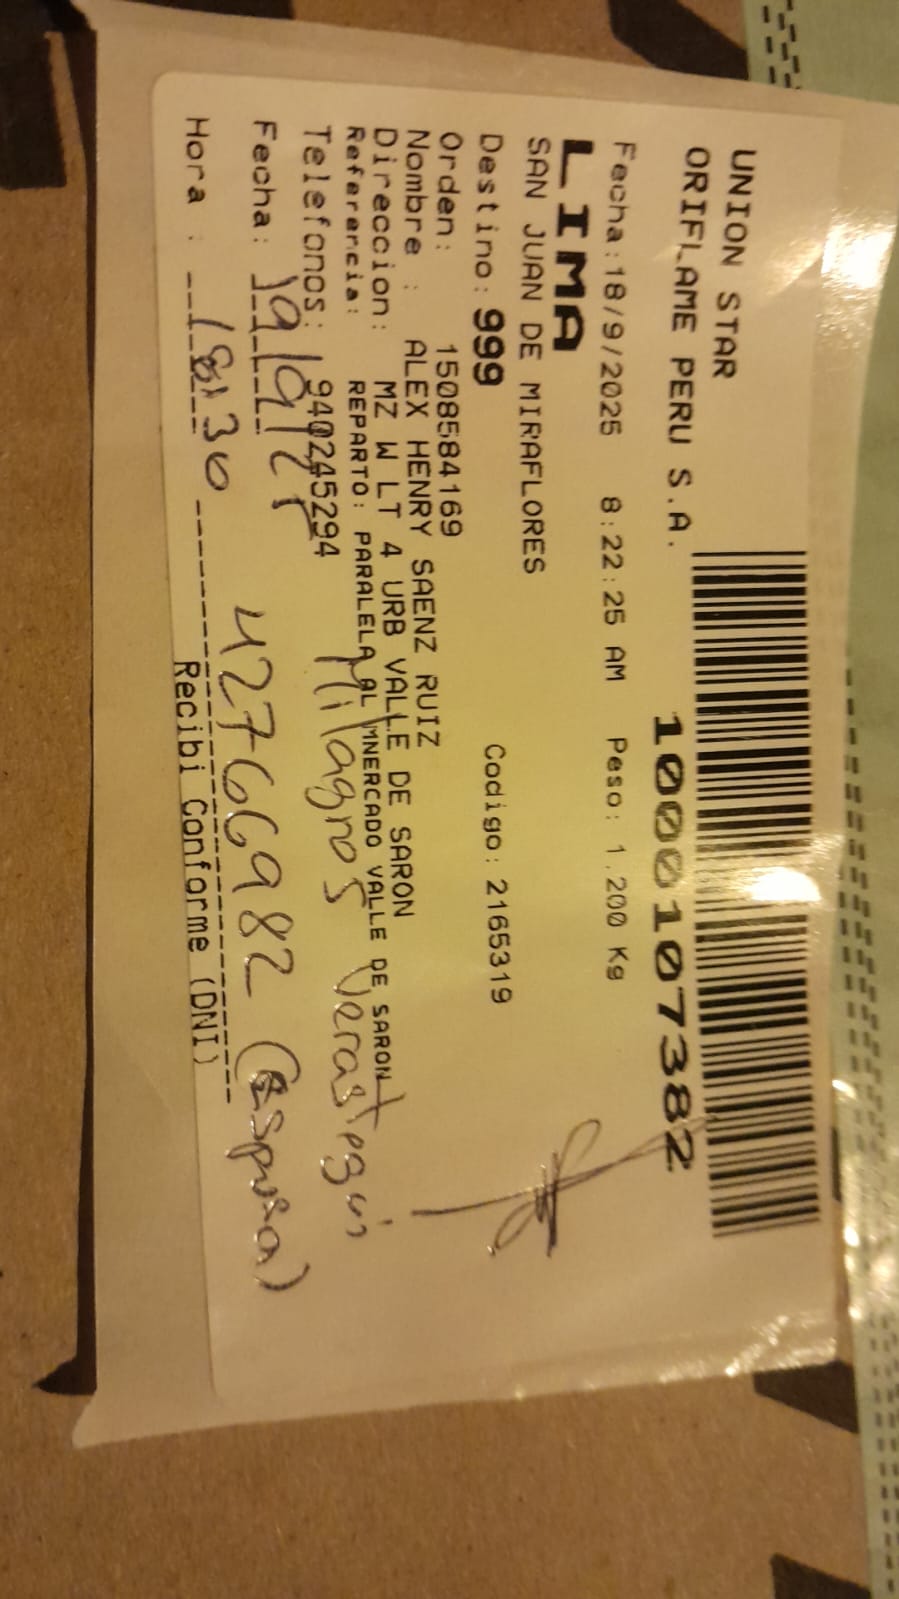 UNION STAR
ORIFLAME PERU S.A.
10000107382
Fecha:18/9/2025 8:22:25 AM Peso: 1.200 Kg
LIMA
SAN JUAN DE MIRAFLORES
Destino: 999 Codigo: 2165319
Orden: 1508584169
Nombre : ALEX HENRY SAENZ RUIZ
Direccion: MZ W LT 4 URB VALLE DE SARON
Referencia: REPARTO: PARALELA AL MNERCADO VALLE DE SARON
Telefonos: 940245294
Milagros Verastegui
Fecha: 19/9/25
42766982 (Esposa)
Hora : 18:30
Recibi Conforme (DNI)